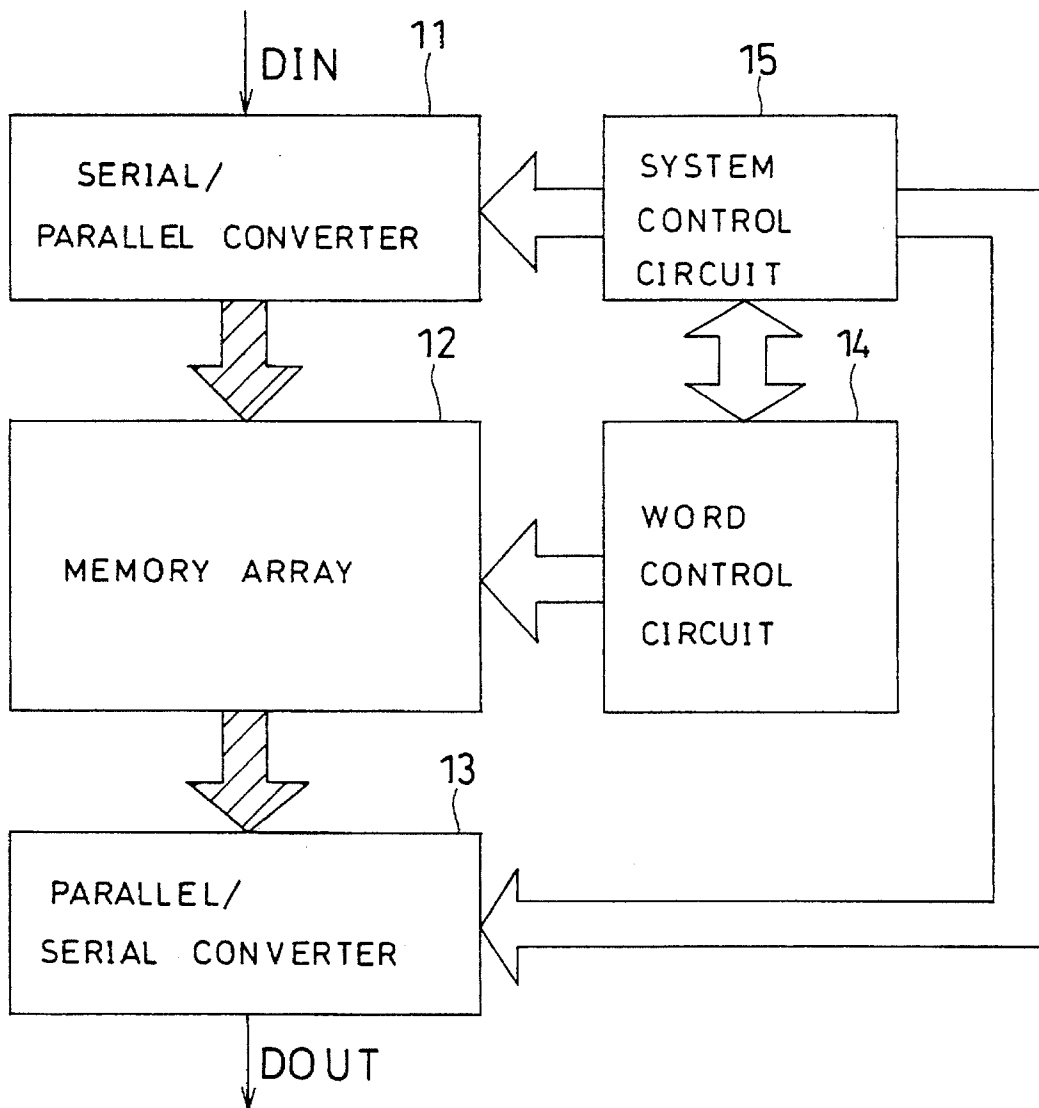 DIN
11
SERIAL/
PARALLEL CONVERTER
15
SYSTEM
CONTROL
CIRCUIT
12
MEMORY ARRAY
14
WORD
CONTROL
CIRCUIT
13
PARALLEL/
SERIAL CONVERTER
DOUT